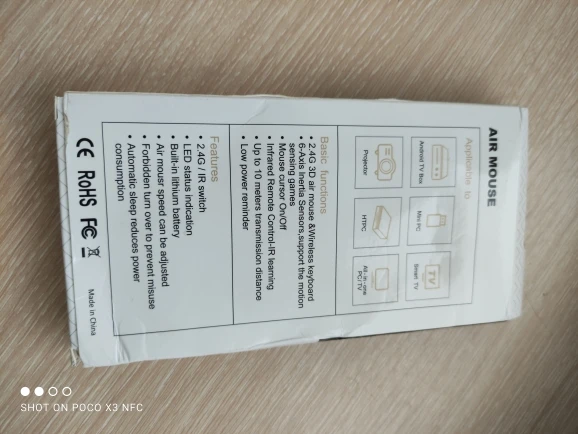 AIR MOUSE
Applicable to
Android TV Box
Mini PC
Smart TV
Projector
HTPC
All-in-one
PC/TV
TV
Basic functions
• 2.4G 3D air mouse &Wireless keyboard
• 6-Axis Inertia Sensors,support the motion
sensing games
• Mouse cursor On/Off
• Infrared Remote Control-IR learning
• Up to 10 meters transmission distance
• Low power reminder
Features
• 2.4G / IR switch
• LED status indication
• Built-in lithium battery
• Air mousr speed can be adjusted
• Forbidden turn over to prevent misuse
• Automatic sleep reduces power
consumption
CE RoHS FC
Made in China
SHOT ON POCO X3 NFC